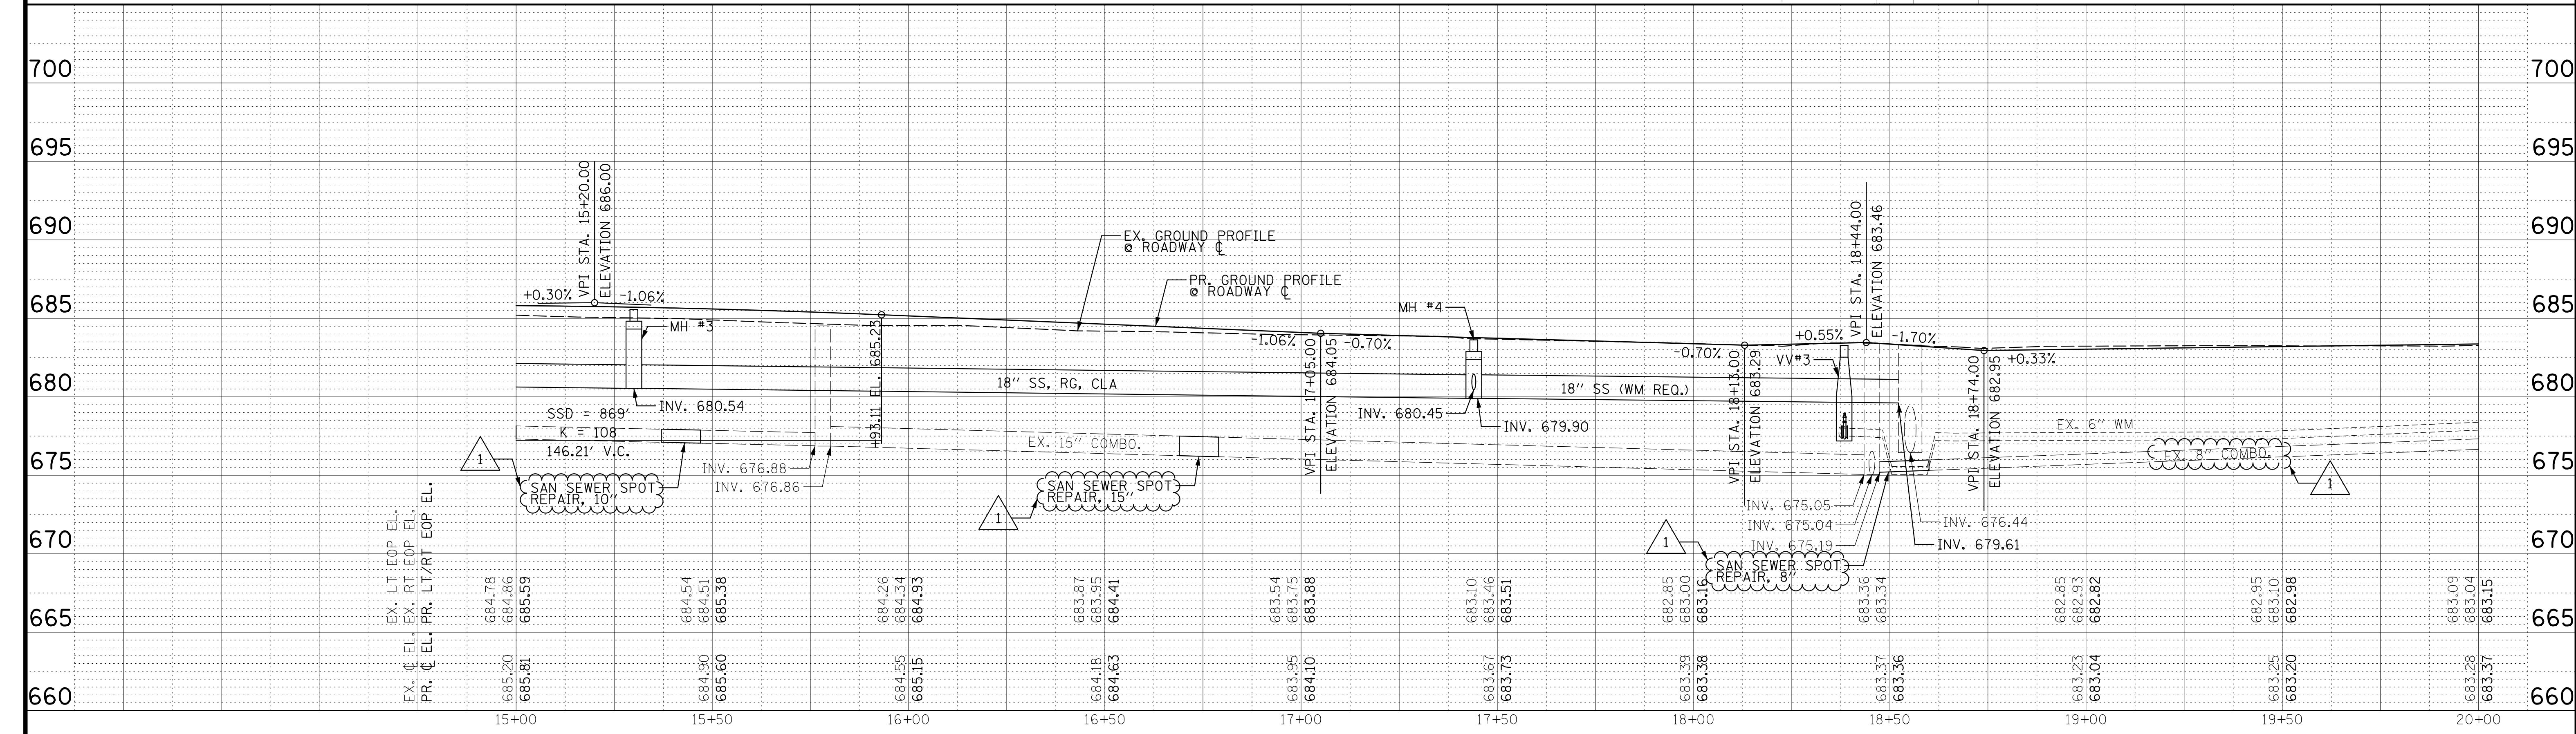 700
700
695
695
690
690
685
685
680
680
675
675
670
670
665
665
660
660
VPI STA. 15+20.00
ELEVATION 686.00
+0.30%
-1.06%
MH #3
INV. 680.54
SSD = 869'
K = 108
146.21' V.C.
+93.11 EL. 685.23
EX. GROUND PROFILE
@ ROADWAY ℄
PR. GROUND PROFILE
@ ROADWAY ℄
18'' SS, RG, CLA
EX. 15'' COMBO.
INV. 676.88
INV. 676.86
1
SAN SEWER SPOT
REPAIR, 10''
1
SAN SEWER SPOT
REPAIR, 15''
-1.06%
-0.70%
VPI STA. 17+05.00
ELEVATION 684.05
MH #4
INV. 680.45
INV. 679.90
18'' SS (WM REQ.)
-0.70%
VPI STA. 18+13.00
ELEVATION 683.29
+0.55%
VV#3
VPI STA. 18+44.00
ELEVATION 683.46
-1.70%
VPI STA. 18+74.00
ELEVATION 682.95
+0.33%
EX. 6'' WM
EX. 8'' COMBO.
1
INV. 675.05
INV. 675.04
INV. 675.19
INV. 676.44
INV. 679.61
1
SAN SEWER SPOT
REPAIR, 8''
EX. LT EOP EL.
EX. ℄ EL. EX. RT EOP EL.
PR. ℄ EL. PR. LT/RT EOP EL.
684.78
684.86
685.59
684.54
684.51
685.38
684.26
684.34
684.93
683.87
683.95
684.41
683.54
683.75
683.88
683.10
683.46
683.51
682.85
683.00
683.16
683.36
683.34
682.85
682.93
682.82
682.95
683.10
682.98
683.09
683.04
683.15
685.20
685.81
684.90
685.60
684.55
685.15
684.18
684.63
683.95
684.10
683.67
683.73
683.39
683.38
683.37
683.36
683.23
683.04
683.25
683.20
683.28
683.37
15+00
15+50
16+00
16+50
17+00
17+50
18+00
18+50
19+00
19+50
20+00